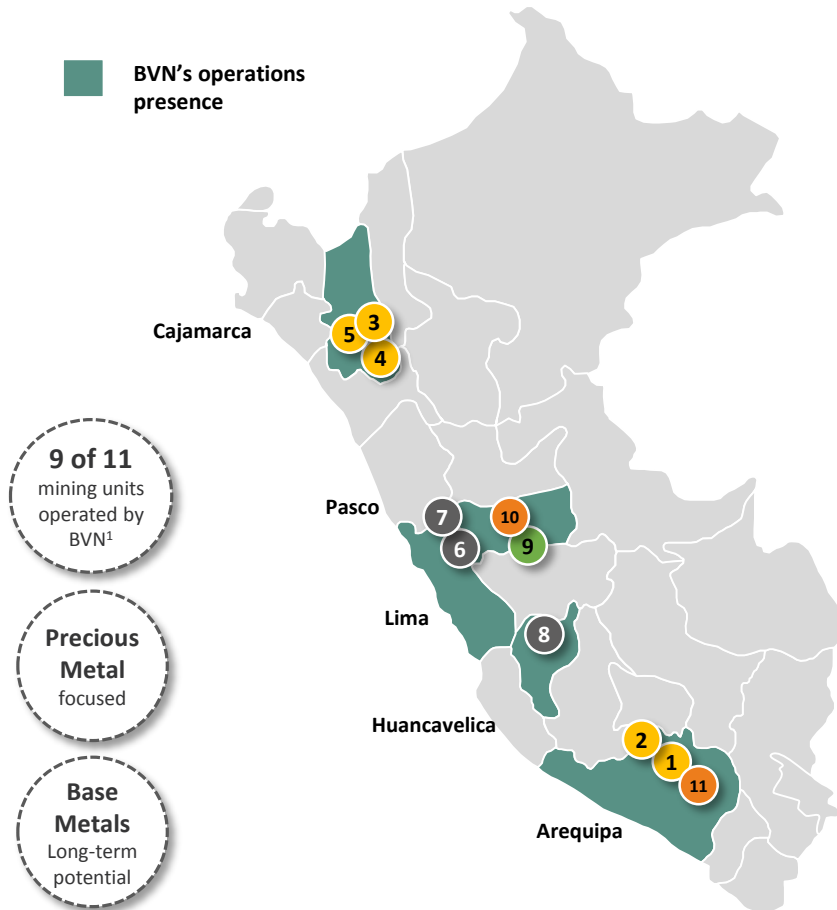 BVN's operations
presence
Cajamarca
3
5
4
9 of 11
mining units
operated by
BVN1
Pasco
7
10
6
9
Lima
8
Precious
Metal
focused
Huancavelica
2
1
11
Base
Metals
Long-term
potential
Arequipa